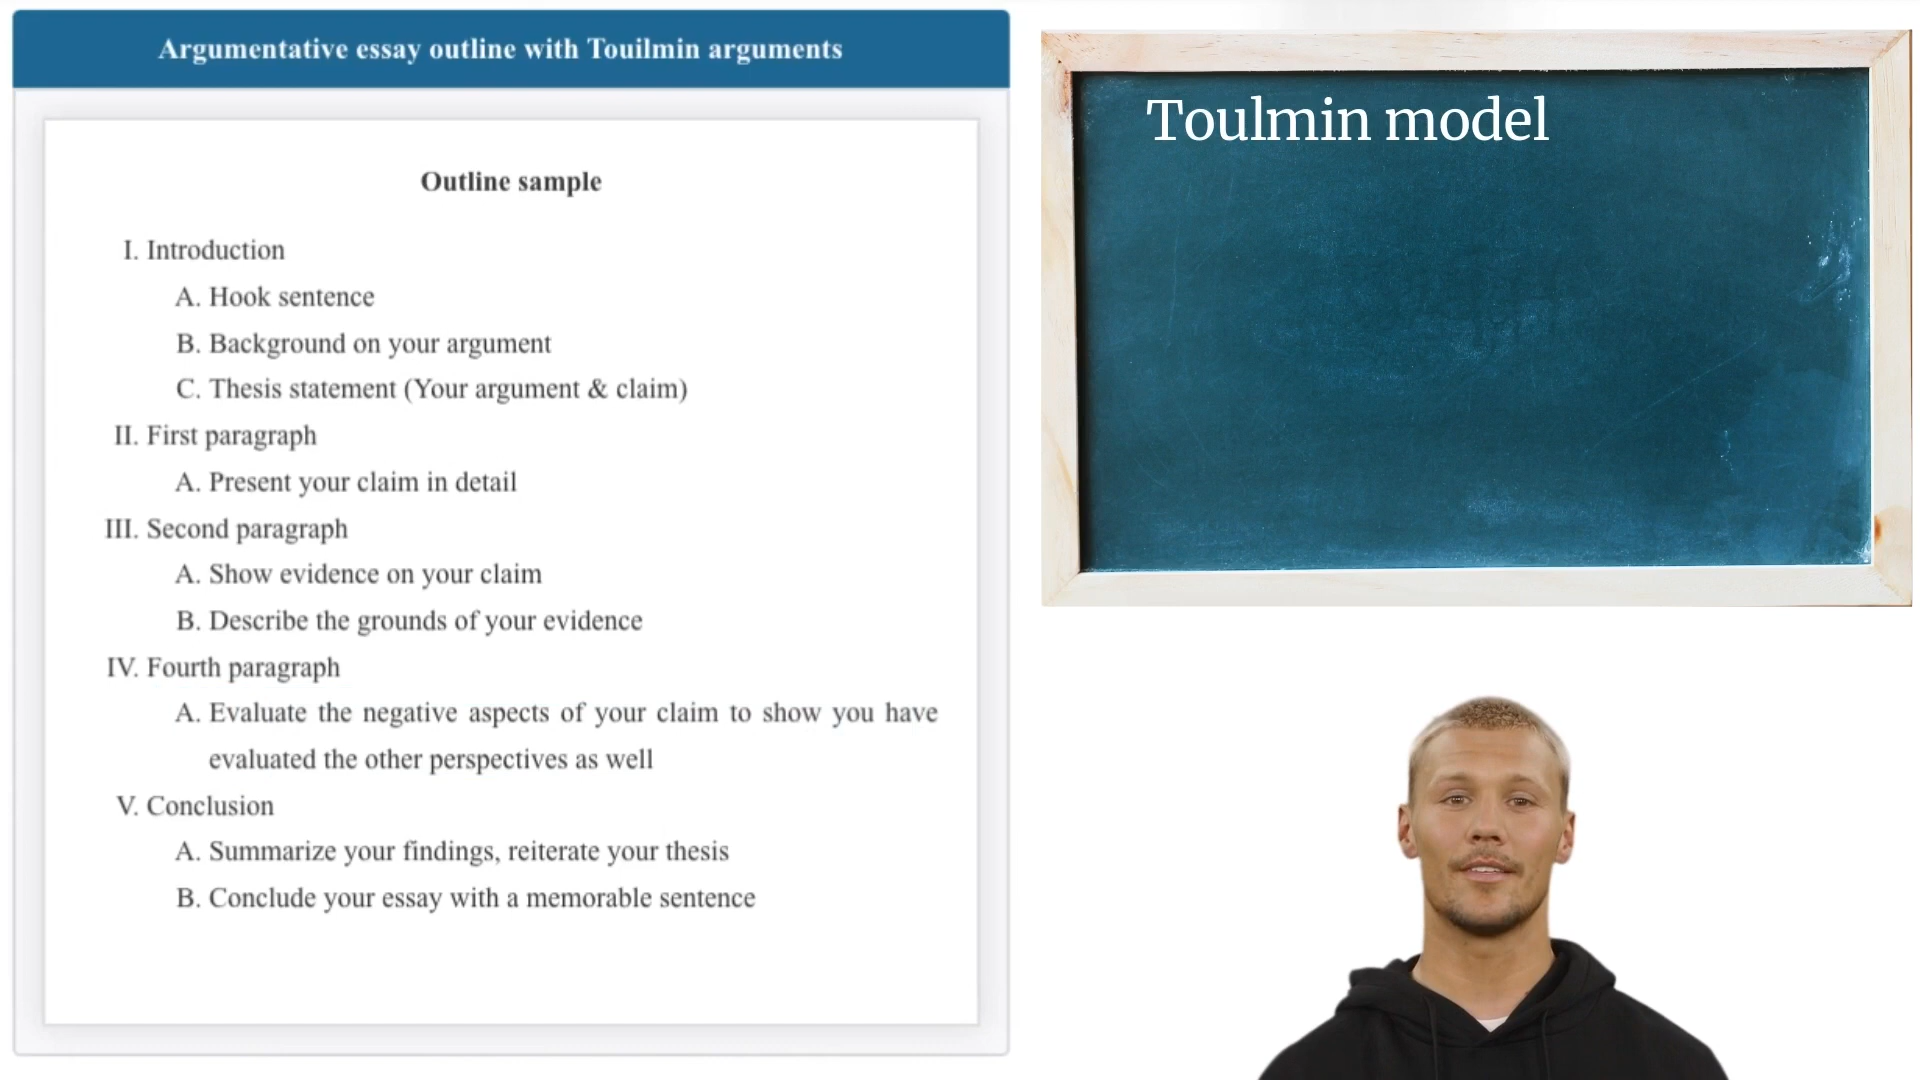 Argumentative essay outline with Touilmin arguments
Outline sample
I. Introduction
A. Hook sentence
B. Background on your argument
C. Thesis statement (Your argument & claim)
II. First paragraph
A. Present your claim in detail
III. Second paragraph
A. Show evidence on your claim
B. Describe the grounds of your evidence
IV. Fourth paragraph
A. Evaluate the negative aspects of your claim to show you have
evaluated the other perspectives as well
V. Conclusion
A. Summarize your findings, reiterate your thesis
B. Conclude your essay with a memorable sentence
Toulmin model